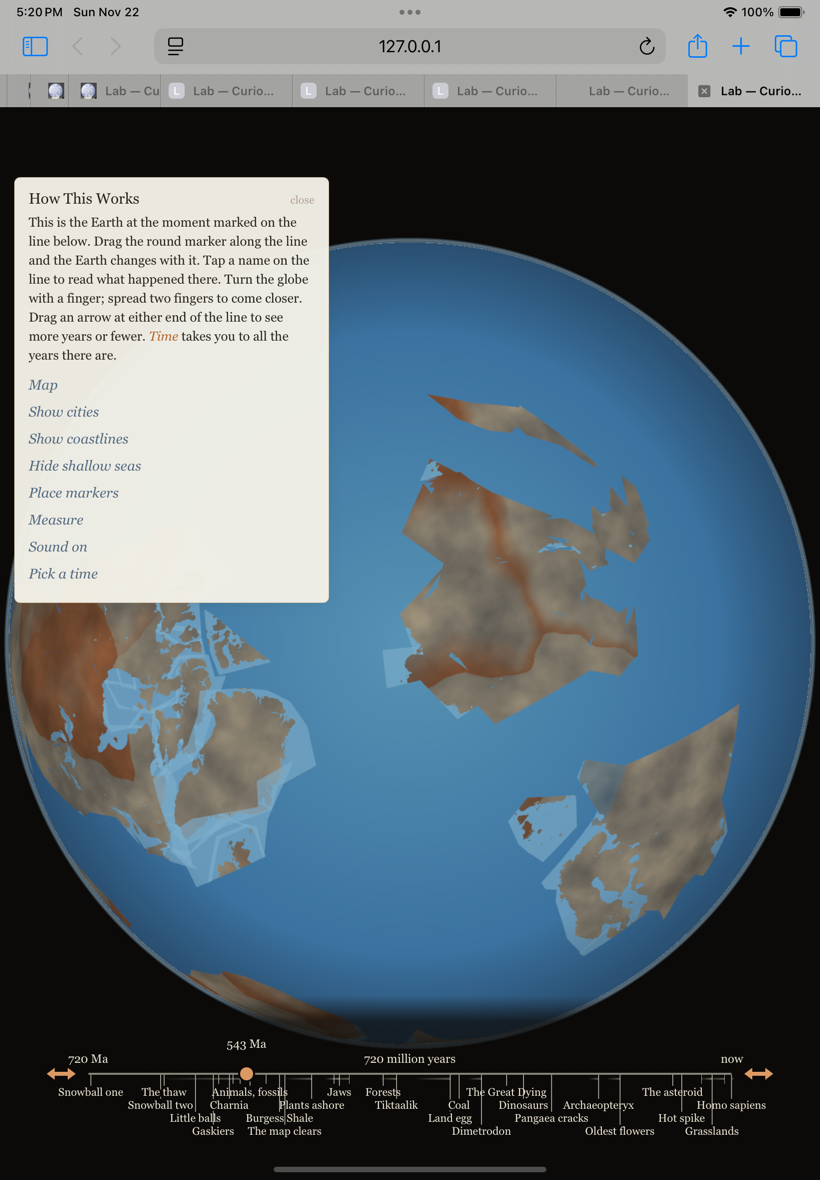 5:20 PM Sun Nov 22
100%
127.0.0.1
Lab — Cu
L Lab — Curio...
L Lab — Curio...
L Lab — Curio...
Lab — Curio...
Lab — Curio...
How This Works
close
This is the Earth at the moment marked on the
line below. Drag the round marker along the line
and the Earth changes with it. Tap a name on the
line to read what happened there. Turn the globe
with a finger; spread two fingers to come closer.
Drag an arrow at either end of the line to see
more years or fewer. Time takes you to all the
years there are.
Map
Show cities
Show coastlines
Hide shallow seas
Place markers
Measure
Sound on
Pick a time
543 Ma
720 Ma 720 million years now
Snowball one The thaw Animals, fossils Jaws Forests The Great Dying The asteroid
Snowball two Charnia Plants ashore Tiktaalik Coal Dinosaurs Archaeopteryx Homo sapiens
Little balls Burgess Shale Land egg Pangaea cracks Hot spike
Gaskiers The map clears Dimetrodon Oldest flowers Grasslands